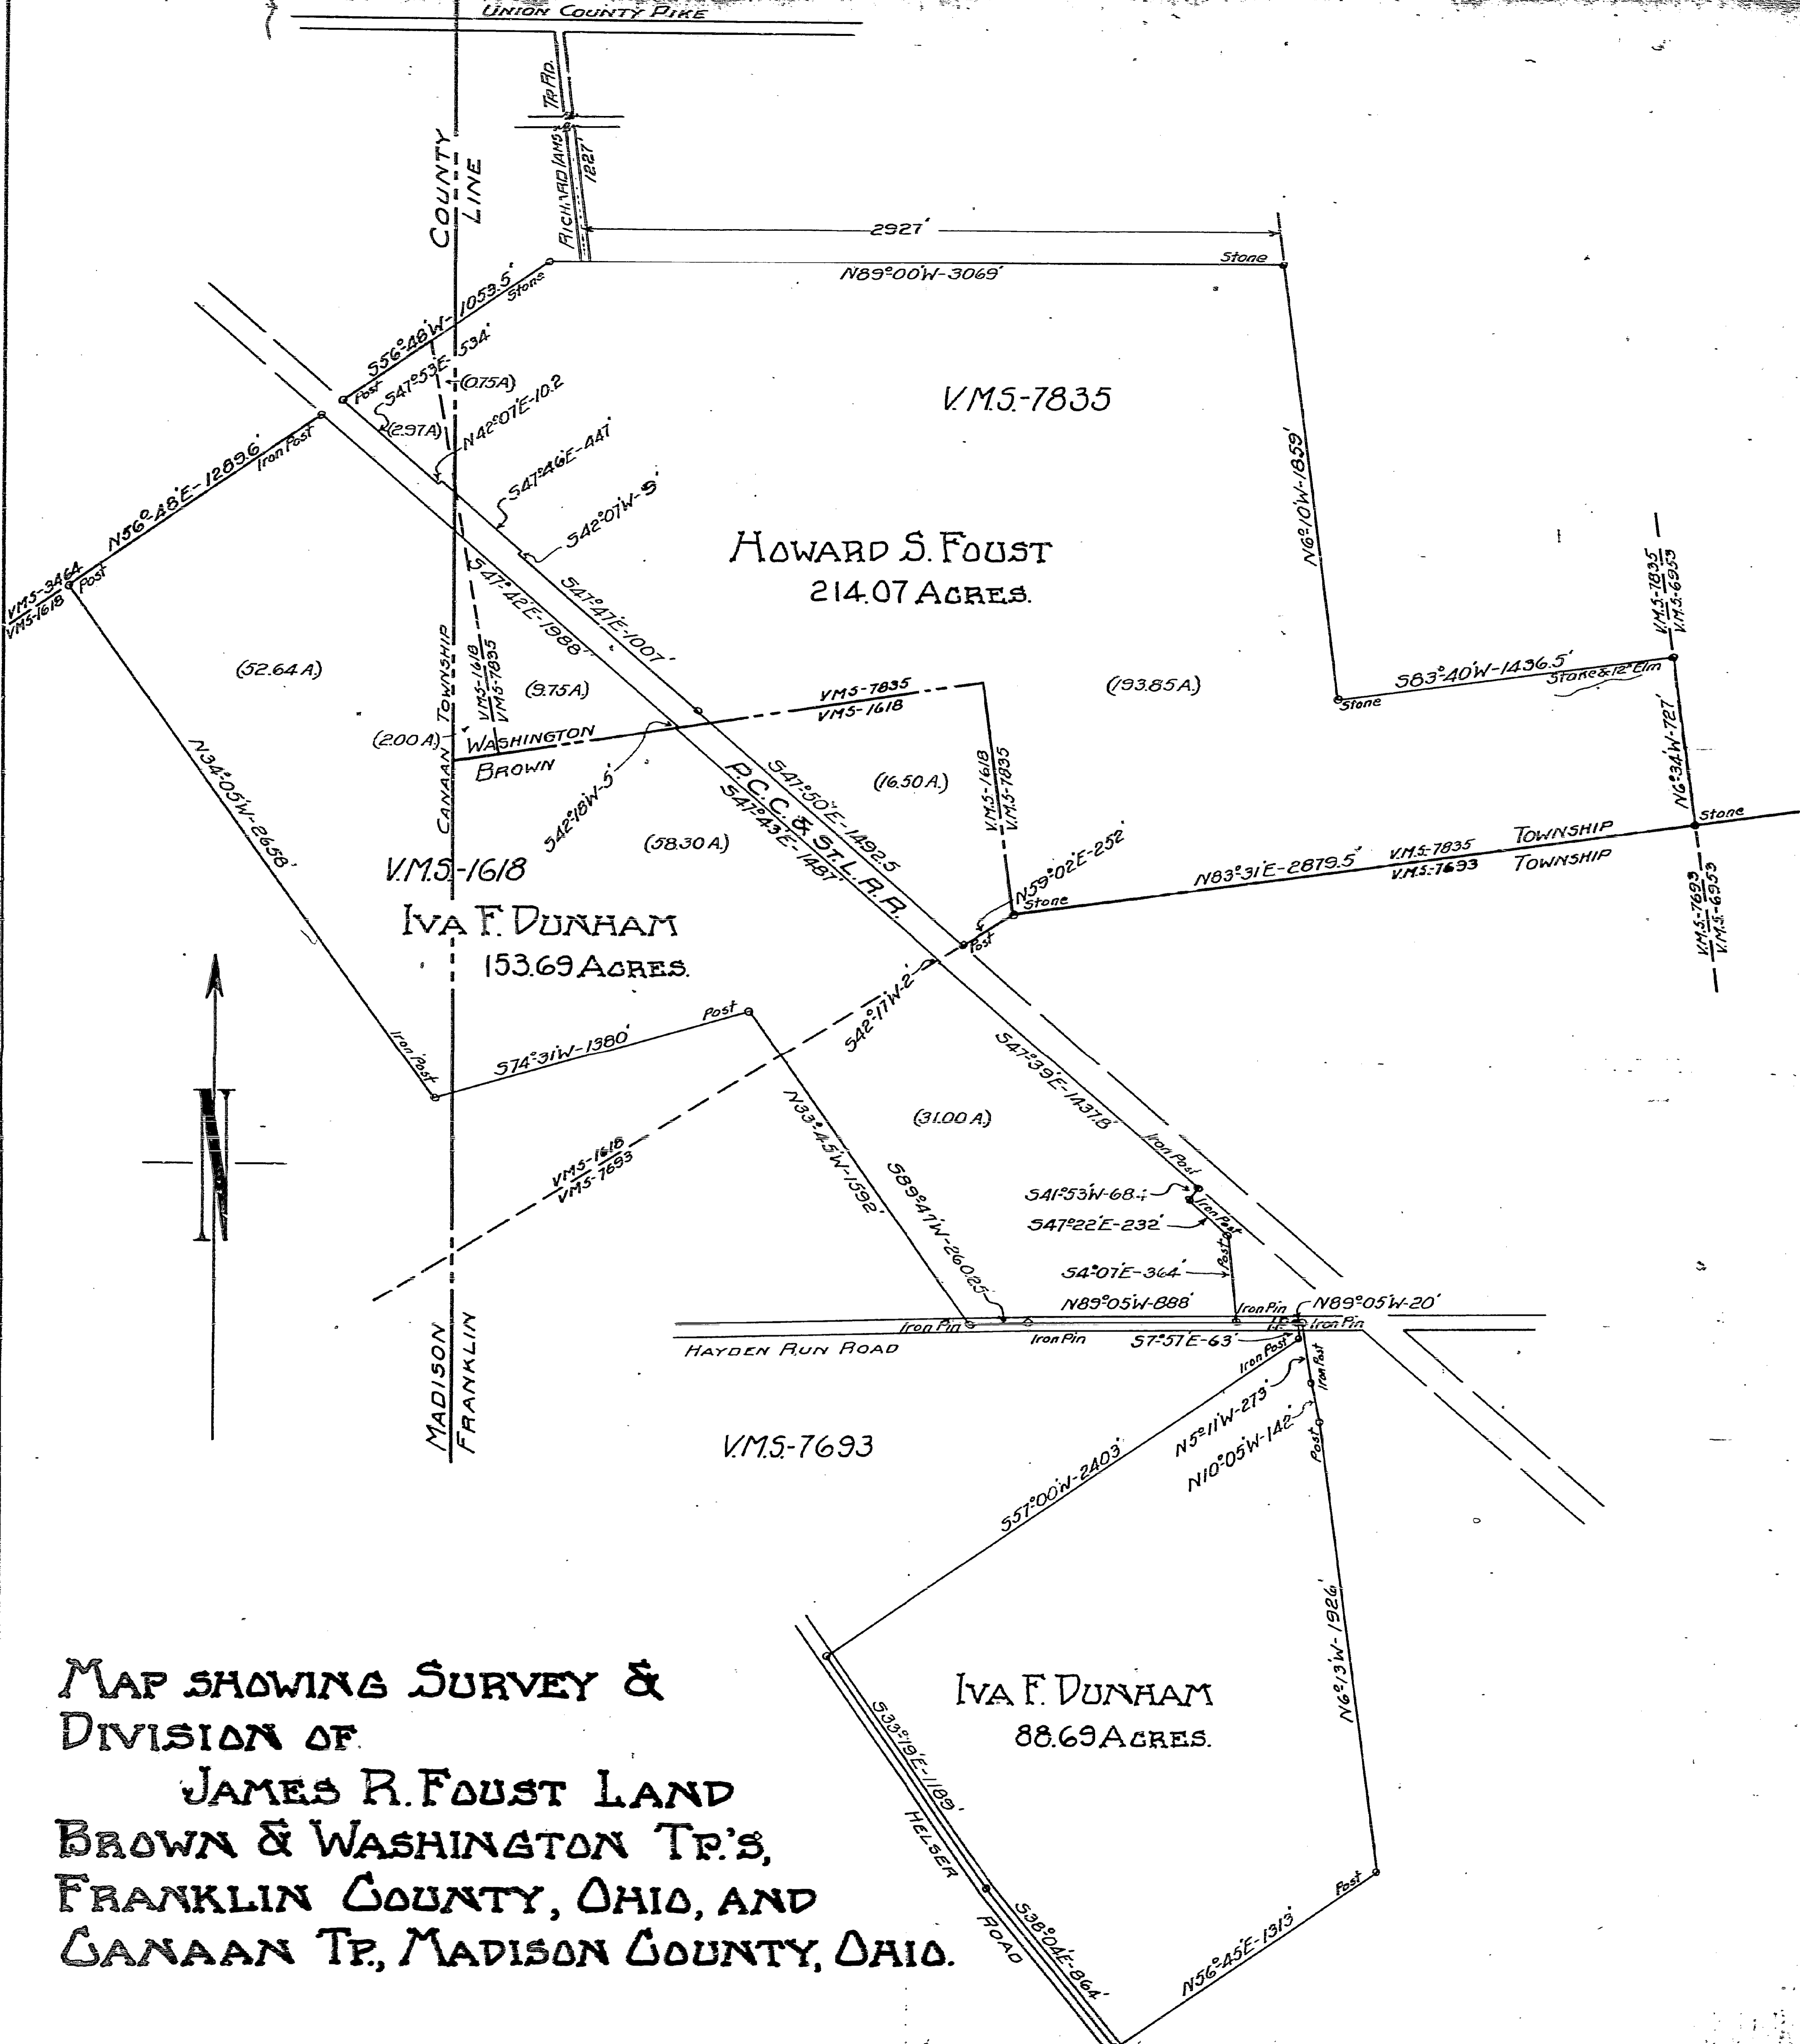 UNION COUNTY PIKE
TP. RD.
RICHARD IAMS
1227'
COUNTY
LINE
2927'
N89°00'W-3069'
Stone
Stone
S56°48'W-1053.5'
Post
S47°53'E-534'
(0.75A)
(2.97A)
N42°07'E-10.2
S47°46'E-447'
S42°07'W-9'
V.M.S.-7835
N56°48'E-1289.6'
Iron Post
Post
VMS-3464
VMS-1618
HOWARD S. FOUST
214.07 ACRES.
N6°10'W-1859'
V.M.S.-7835
V.M.S.-6953
S47°42'E-1988'
S47°47'E-1007'
(52.64 A.)
CANAAN TOWNSHIP
VMS-1618
VMS-7835
(9.75A)
VMS-7835
VMS-1618
(193.85A)
S83°40'W-1436.5'
Stone & 12" Elm
Stone
(2.00 A)
WASHINGTON
BROWN
S42°18'W-5'
N34°05'W-2658'
P.C.C. & ST. L. R.R.
S47°50'E-1492.5
S47°43'E-1487'
(16.50 A.)
V.M.S.-1618
V.M.S.-7835
N6°34'W-727'
Stone
(58.30 A.)
V.M.S.-1618
N59°02'E-252'
N83°31'E-2879.5'
V.M.S.-7835
V.M.S.-7693
TOWNSHIP
TOWNSHIP
V.M.S.-7693
V.M.S.-6953
IVA F. DUNHAM
153.69 ACRES.
Stone
Post
S42°17'W-2'
Iron Post
S74°31'W-1380'
Post
N
VMS-1618
VMS-7693
N33°45'W-1592'
(31.00 A.)
S47°39'E-1437.8'
Iron Post
S41°53'W-68.
Iron Post
S47°22'E-232'
Post
S89°47'W-260.25
S4°07'E-364'
N89°05'W-888'
Iron Pin
N89°05'W-20'
Iron Pin
Iron Pin
Iron Pin
S7°57'E-63'
HAYDEN RUN ROAD
Iron Post
Iron Post
N5°11'W-273'
N10°05'W-142'
Post
MADISON
FRANKLIN
V.M.S.-7693
S57°00'W-2403'
N6°13'W-1926'
IVA F. DUNHAM
88.69 ACRES.
S33°19'E-1189'
HELSER
ROAD
S38°04'E-864'
N56°45'E-1313'
Post
MAP SHOWING SURVEY &
DIVISION OF
JAMES R. FOUST LAND
BROWN & WASHINGTON TP.'S,
FRANKLIN COUNTY, OHIO, AND
CANAAN TP., MADISON COUNTY, OHIO.